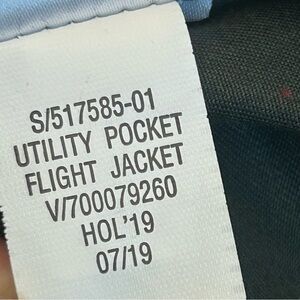 S/517585-01
UTILITY POCKET
FLIGHT JACKET
V/700079260
HOL'19
07/19